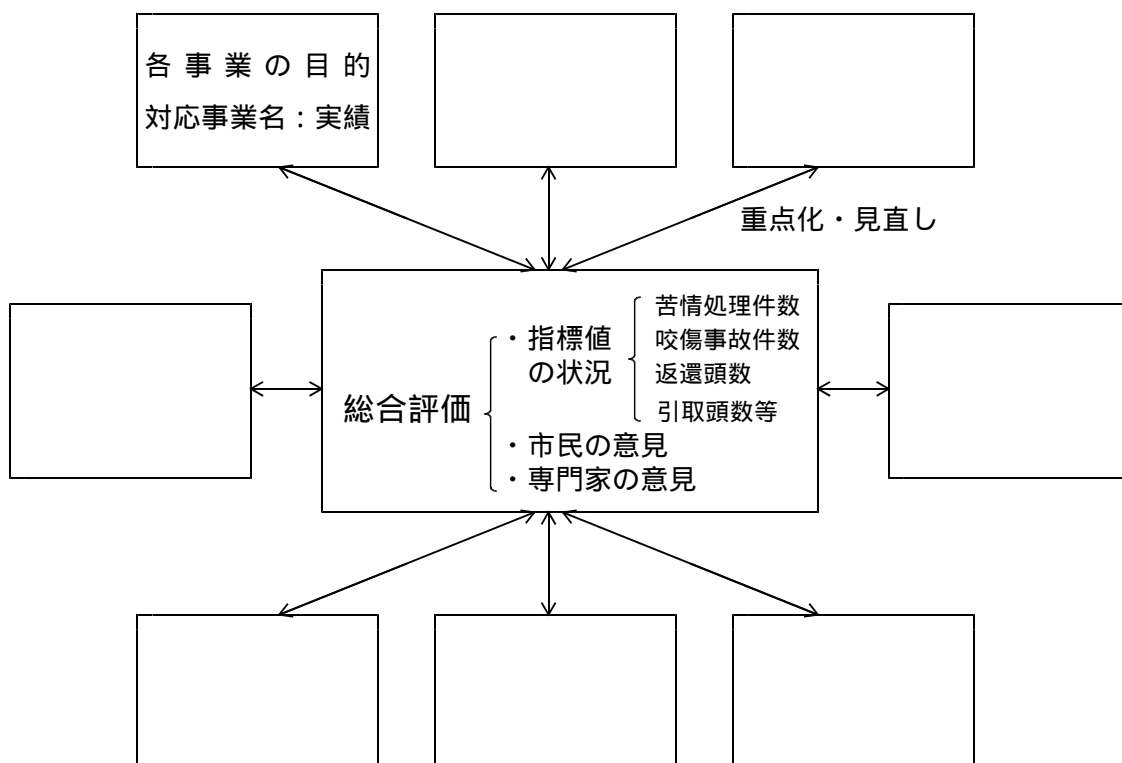 各事業の目的
対応事業名：実績
重点化・見直し
総合評価
・指標値
の状況
苦情処理件数
咬傷事故件数
返還頭数
引取頭数等
・市民の意見
・専門家の意見